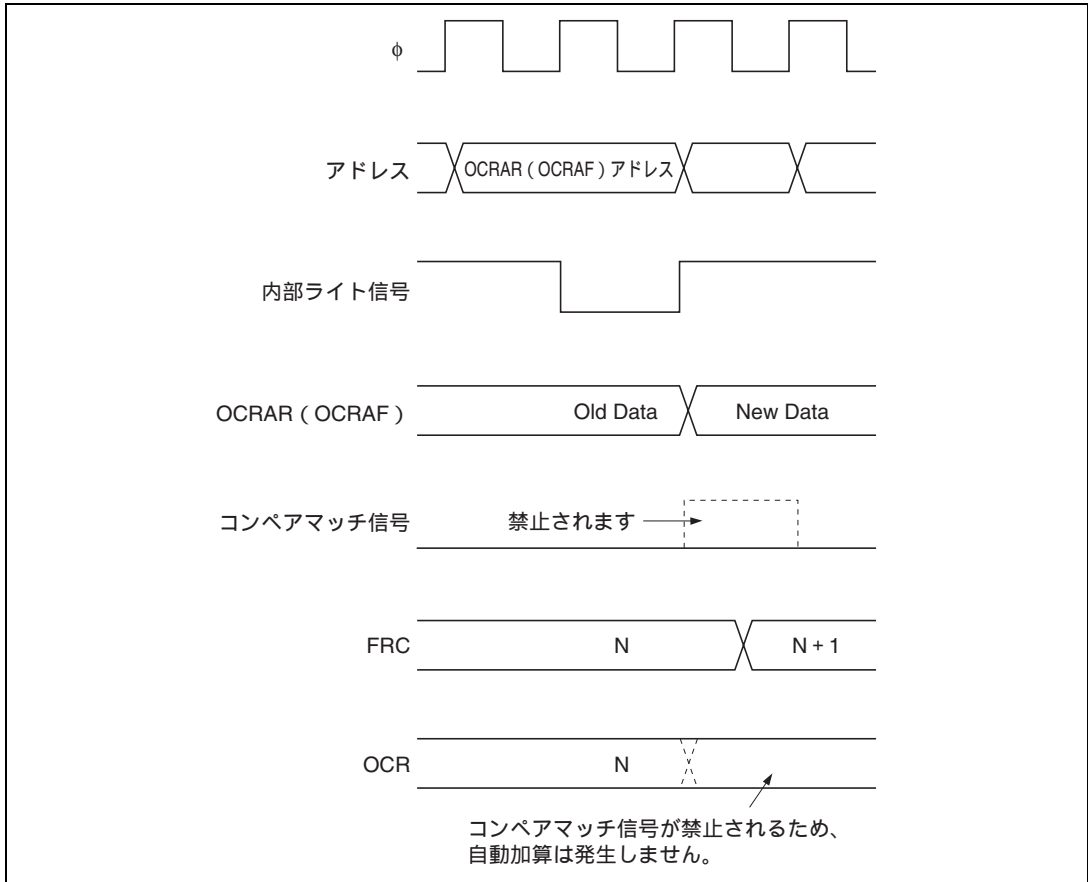 φ
アドレス
OCRAR ( OCRAF ) アドレス
内部ライト信号
OCRAR ( OCRAF )
Old Data
New Data
コンペアマッチ信号
禁止されます
FRC
N
N + 1
OCR
N
コンペアマッチ信号が禁止されるため、
自動加算は発生しません。